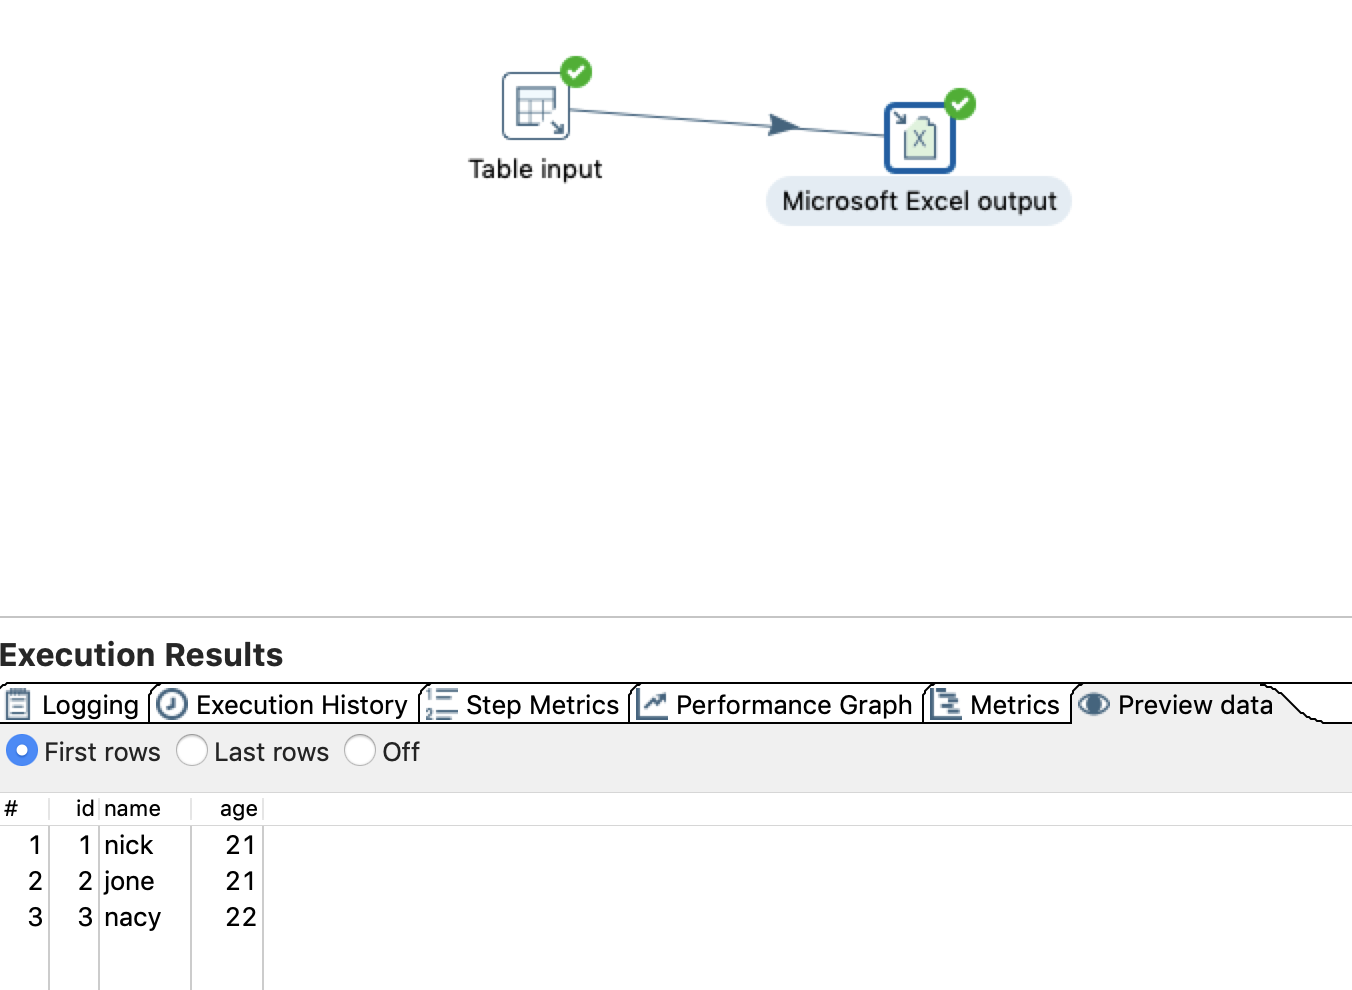 Table input
Microsoft Excel output
Execution Results
Logging Execution History Step Metrics Performance Graph Metrics Preview data
First rows Last rows Off
# id name age
1 1 nick 21
2 2 jone 21
3 3 nacy 22